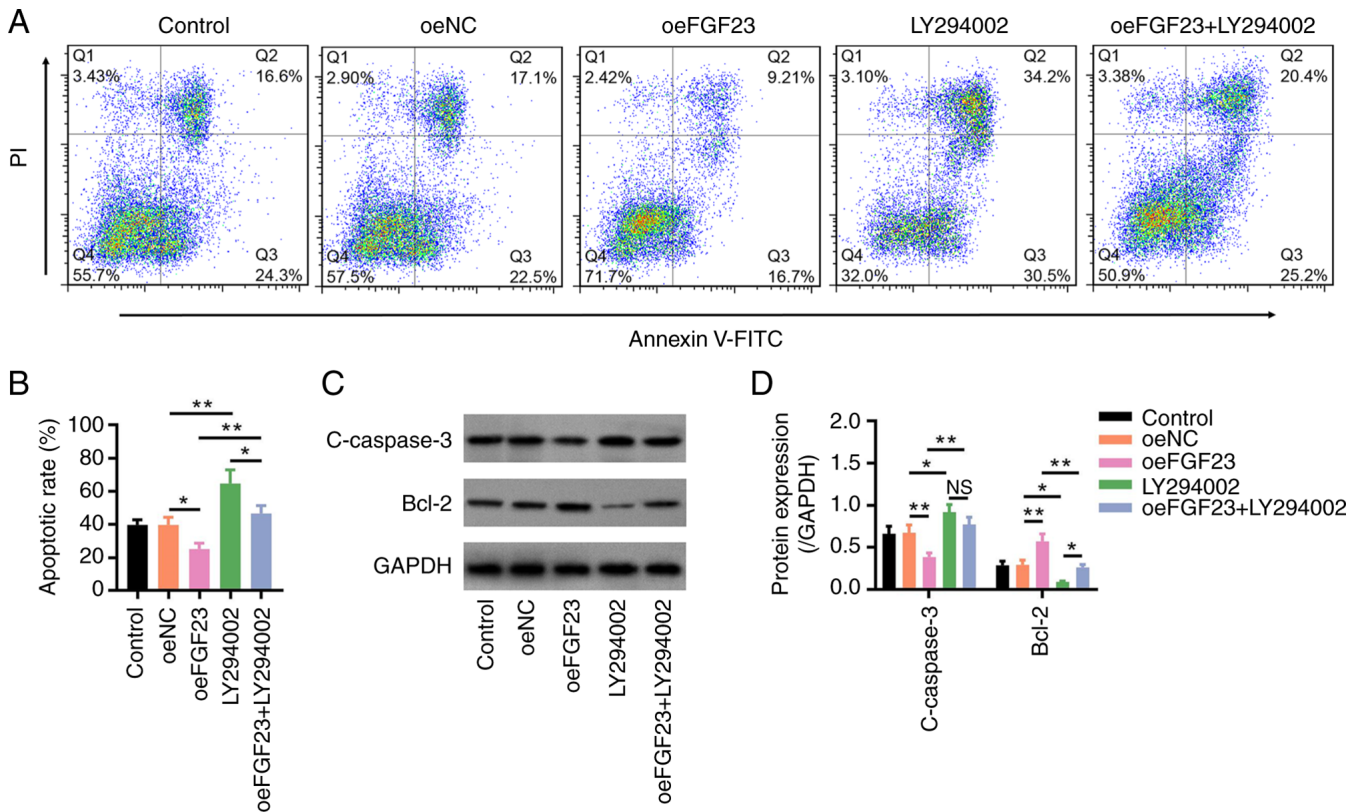 A
Control
oeNC
oeFGF23
LY294002
oeFGF23+LY294002
PI
Q1
3.43%
Q2
16.6%
Q4
55.7%
Q3
24.3%
Q1
2.90%
Q2
17.1%
Q4
57.5%
Q3
22.5%
Q1
2.42%
Q2
9.21%
Q4
71.7%
Q3
16.7%
Q1
3.10%
Q2
34.2%
Q4
32.0%
Q3
30.5%
Q1
3.38%
Q2
20.4%
Q4
50.9%
Q3
25.2%
Annexin V-FITC
B
Apoptotic rate (%)
100
80
60
40
20
0
**
**
*
*
Control
oeNC
oeFGF23
LY294002
oeFGF23+LY294002
C
C-caspase-3
Bcl-2
GAPDH
Control
oeNC
oeFGF23
LY294002
oeFGF23+LY294002
D
Protein expression
(/GAPDH)
2.0
1.5
1.0
0.5
0.0
**
*
NS
**
**
*
**
*
C-caspase-3
Bcl-2
Control
oeNC
oeFGF23
LY294002
oeFGF23+LY294002